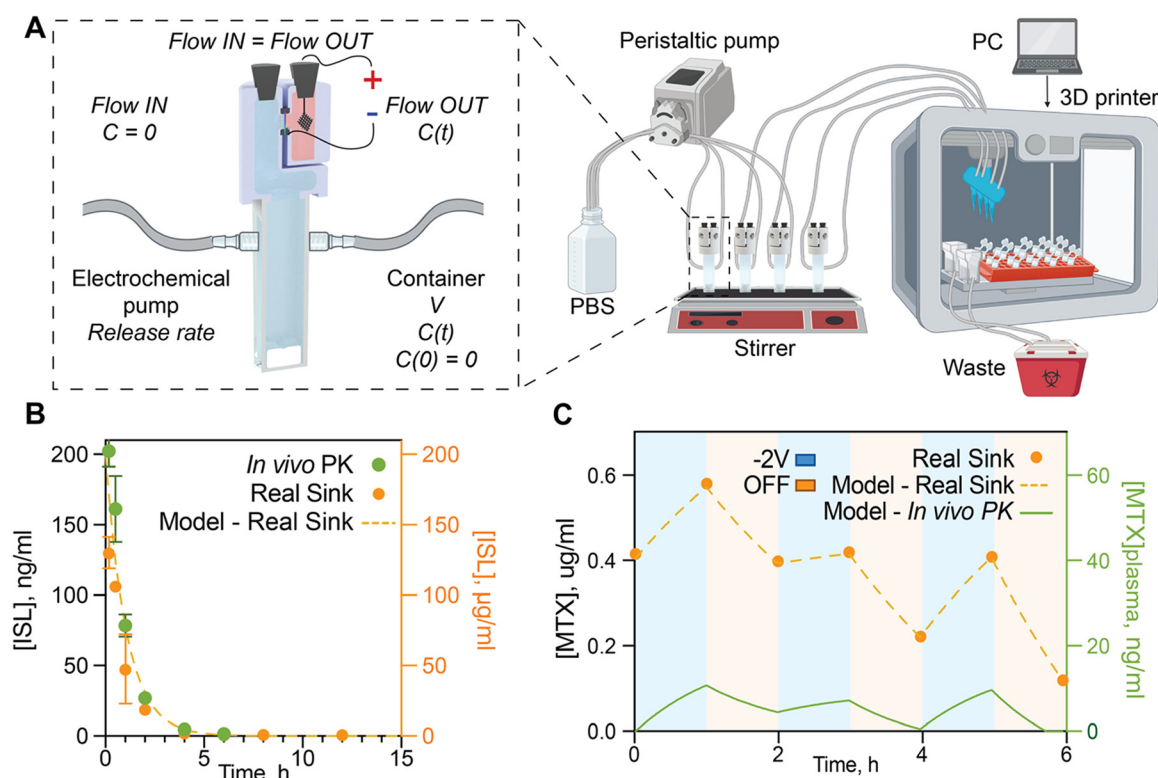 A
Flow IN = Flow OUT
Flow IN
C = 0
+
-
Flow OUT
C(t)
Electrochemical
pump
Release rate
Container
V
C(t)
C(0) = 0
Peristaltic pump
PBS
Stirrer
PC
3D printer
Waste
B
[ISL], ng/ml
200
150
100
50
0
In vivo PK
Real Sink
Model - Real Sink
200
150
100
50
0
[ISL], µg/ml
0
5
10
15
Time, h
C
[MTX], ug/ml
0.6
0.4
0.2
0.0
-2V
OFF
Real Sink
Model - Real Sink
Model - In vivo PK
60
40
20
0
[MTX]plasma, ng/ml
0
1
2
3
4
5
6
Time, h